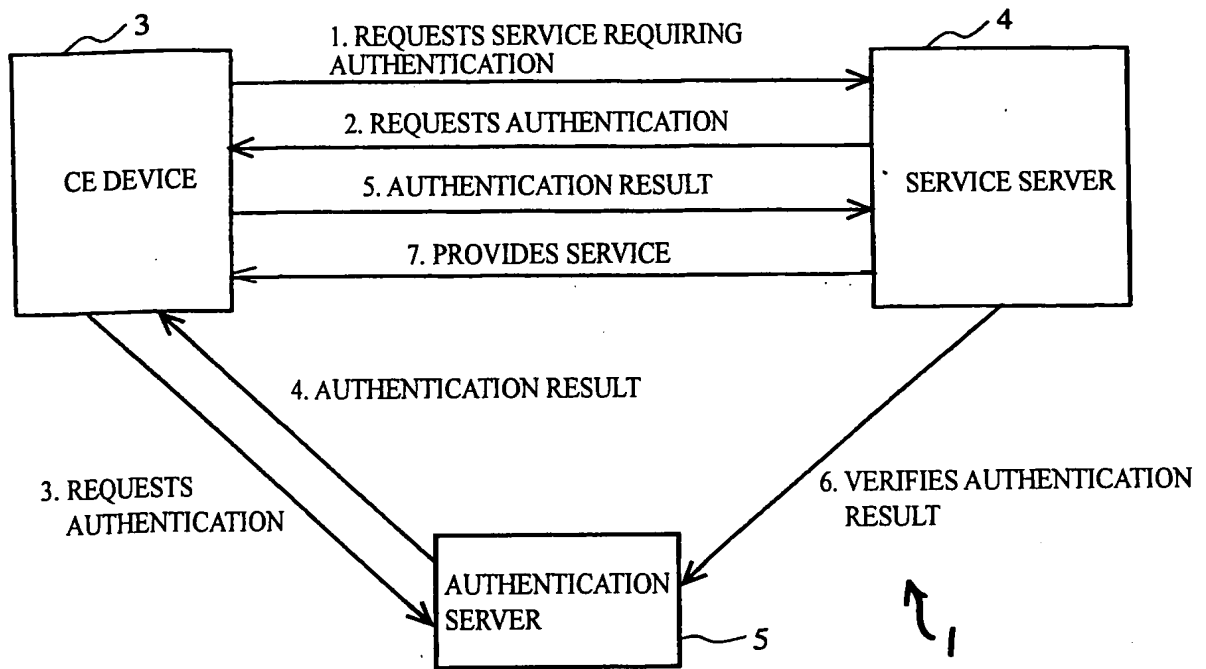 3
4
1. REQUESTS SERVICE REQUIRING
AUTHENTICATION
2. REQUESTS AUTHENTICATION
CE DEVICE
5. AUTHENTICATION RESULT
SERVICE SERVER
7. PROVIDES SERVICE
4. AUTHENTICATION RESULT
3. REQUESTS
AUTHENTICATION
6. VERIFIES AUTHENTICATION
RESULT
AUTHENTICATION
SERVER
5
1